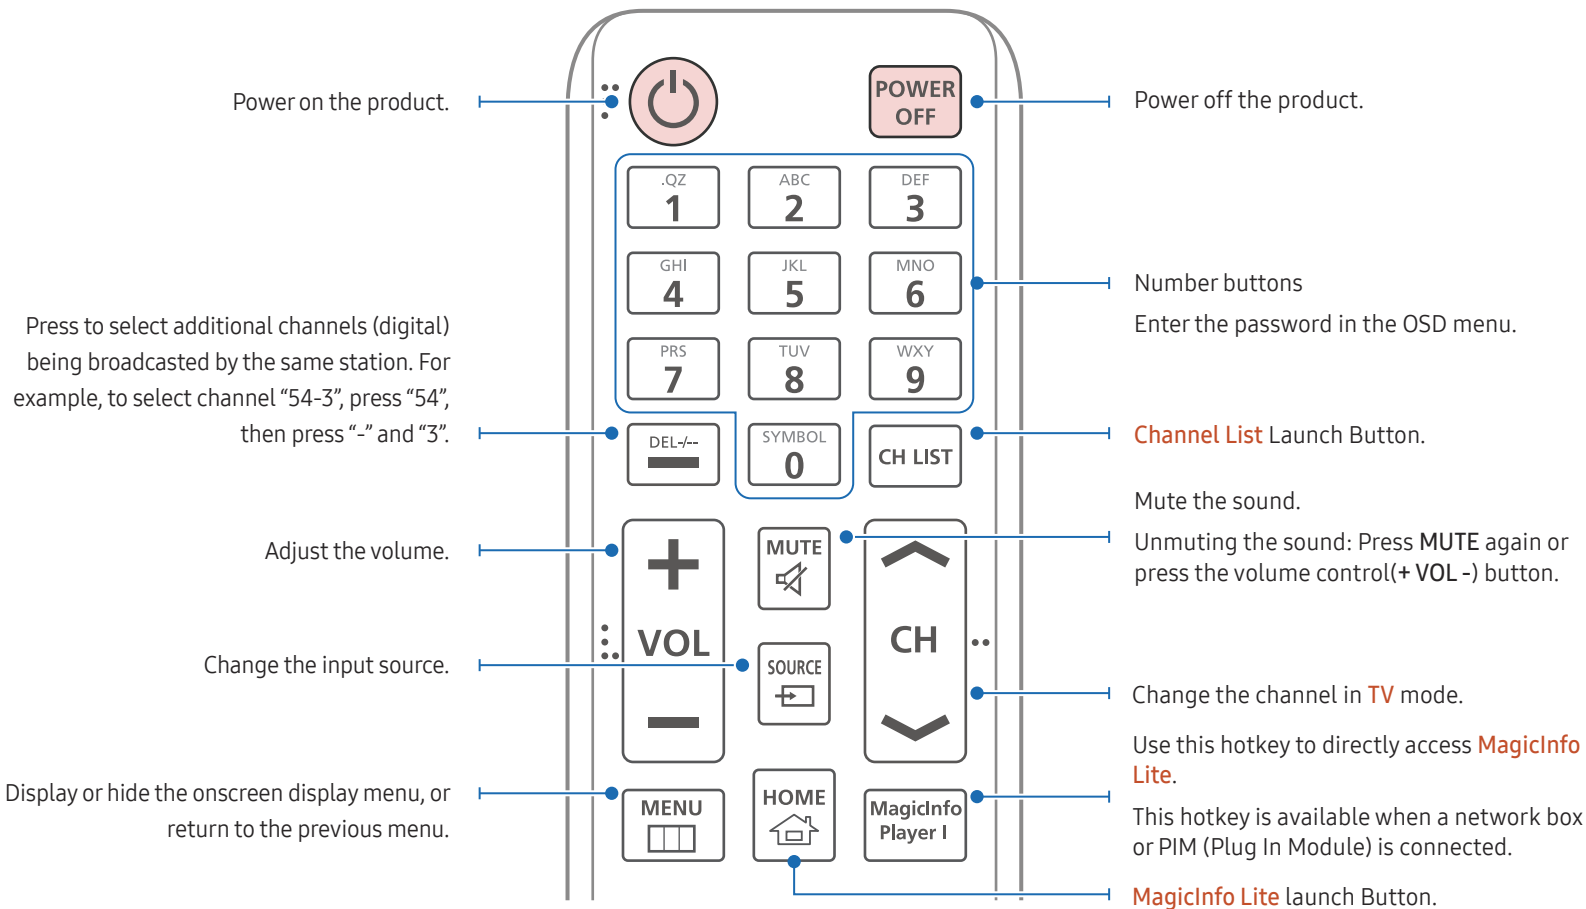 Power on the product.
POWER
OFF
Power off the product.
.QZ
1
ABC
2
DEF
3
GHI
4
JKL
5
MNO
6
Number buttons
Enter the password in the OSD menu.
Press to select additional channels (digital)
being broadcasted by the same station. For
example, to select channel “54-3”, press “54”,
then press “-” and “3”.
PRS
7
TUV
8
WXY
9
DEL-/--
SYMBOL
0
CH LIST
Channel List Launch Button.
Mute the sound.
Unmuting the sound: Press MUTE again or
press the volume control(+ VOL -) button.
Adjust the volume.
VOL
MUTE
CH
Change the input source.
SOURCE
Change the channel in TV mode.
Use this hotkey to directly access MagicInfo
Lite.
This hotkey is available when a network box
or PIM (Plug In Module) is connected.
Display or hide the onscreen display menu, or
return to the previous menu.
MENU
HOME
MagicInfo
Player I
MagicInfo Lite launch Button.